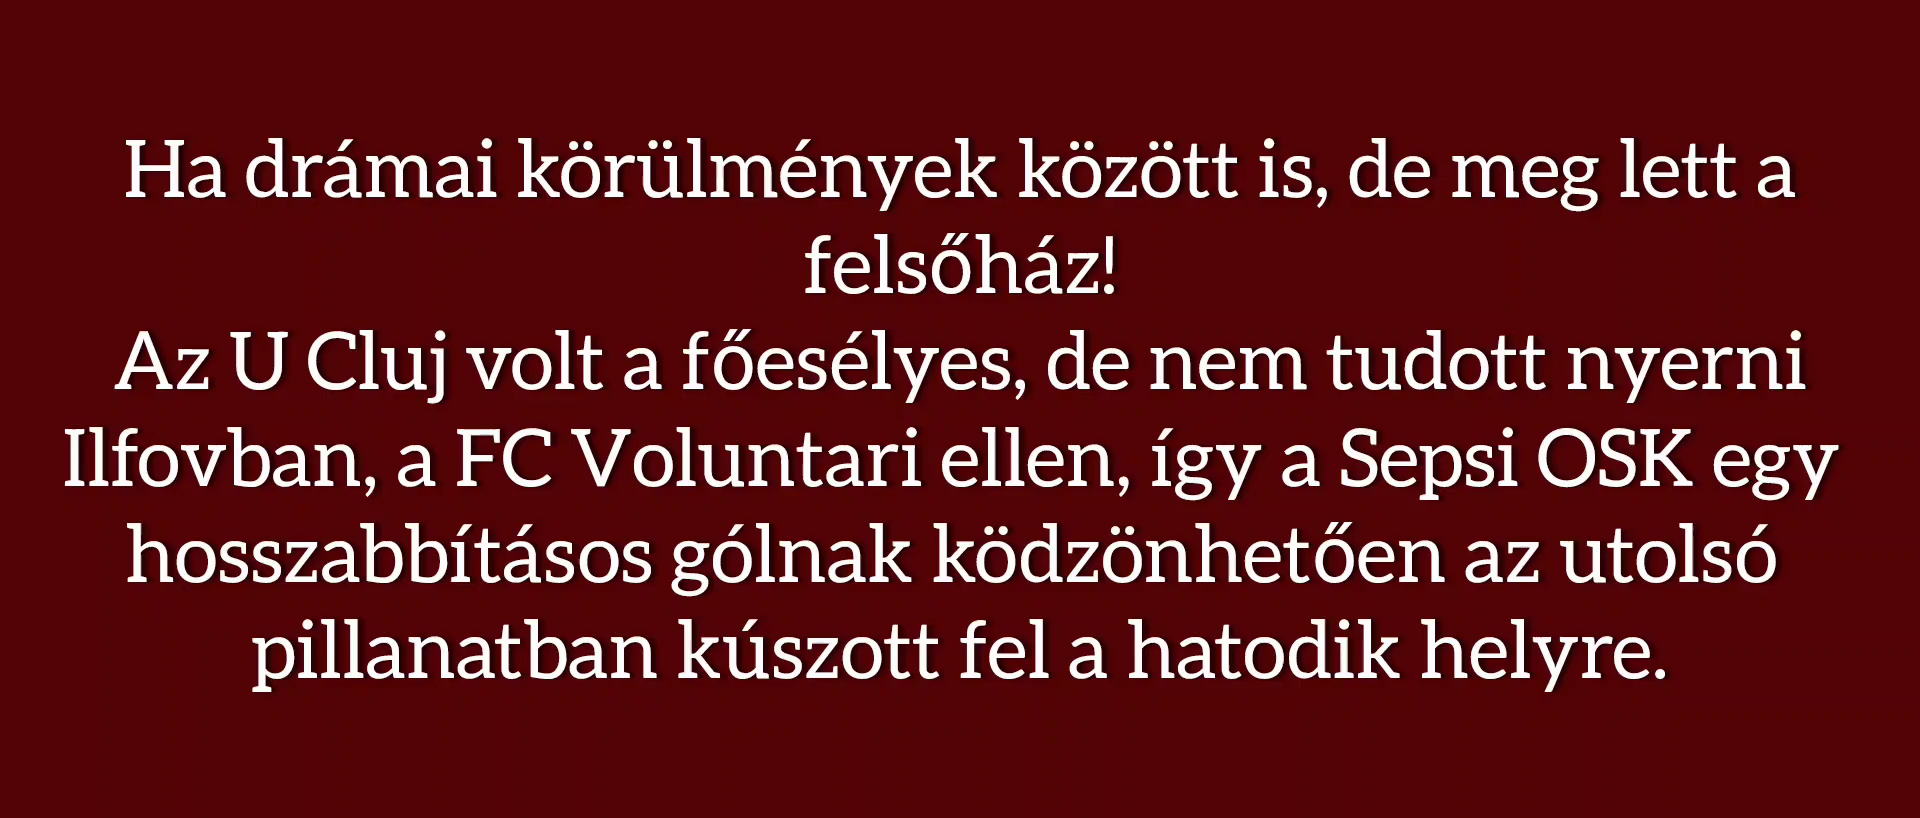 Ha drámai körülmények között is, de meg lett a
felsőház!
Az U Cluj volt a főesélyes, de nem tudott nyerni
Ilfovban, a FC Voluntari ellen, így a Sepsi OSK egy
hosszabbításos gólnak ködzönhetően az utolsó
pillanatban kúszott fel a hatodik helyre.